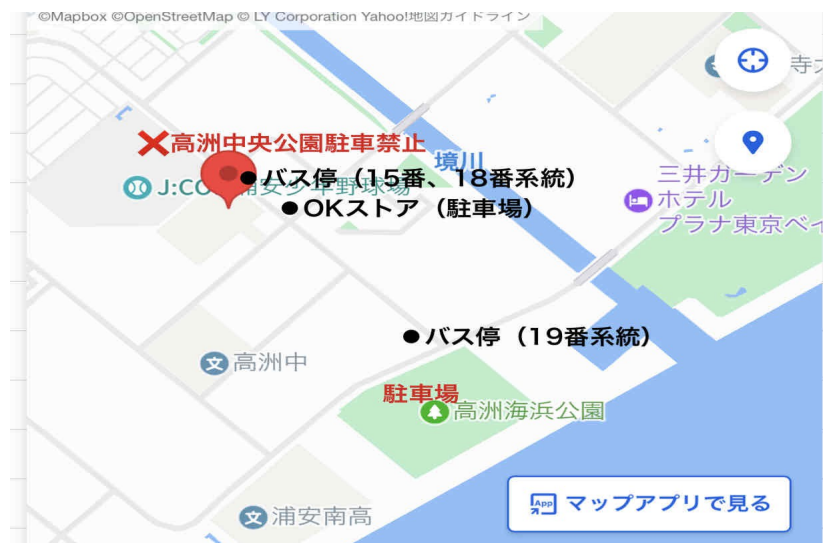 ©Mapbox ©OpenStreetMap © LY Corporation Yahoo!地図ガイドライン
寺
高洲中央公園駐車禁止
境川
バス停（15番、18番系統）
J:CO
浦安少年野球場
OKストア（駐車場）
三井ガーデン
ホテル
プラナ東京ベイ
バス停（19番系統）
高洲中
駐車場
高洲海浜公園
App
マップアプリで見る
浦安南高